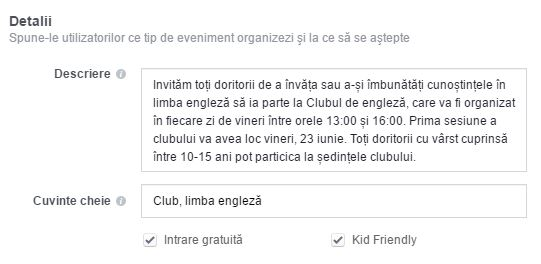 Detalii
Spune-le utilizatorilor ce tip de eveniment organizezi și la ce să se aștepte
Descriere
Invităm toți doritorii de a învăța sau a-și îmbunătăți cunoștințele în
limba engleză să ia parte la Clubul de engleză, care va fi organizat
în fiecare zi de vineri între orele 13:00 și 16:00. Prima sesiune a
clubului va avea loc vineri, 23 iunie. Toți doritorii cu vârst cuprinsă
între 10-15 ani pot particica la ședințele clubului.
Cuvinte cheie
Club, limba engleză
Intrare gratuită
Kid Friendly